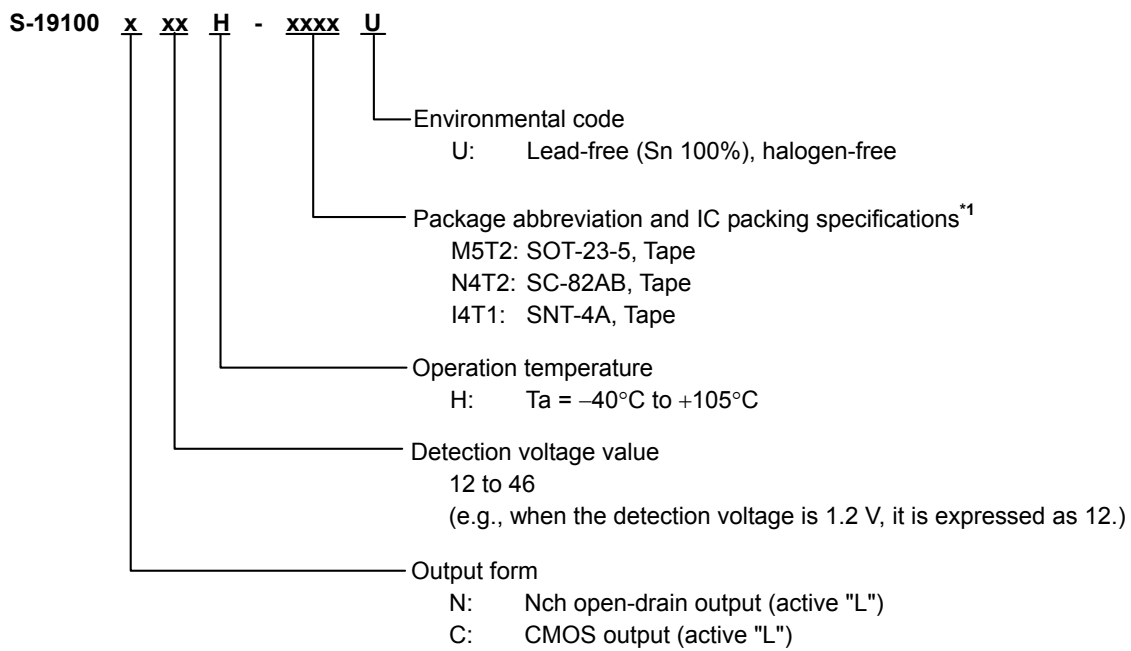 S-19100 x xx H - xxxx U
Environmental code
U: Lead-free (Sn 100%), halogen-free
Package abbreviation and IC packing specifications*1
M5T2: SOT-23-5, Tape
N4T2: SC-82AB, Tape
I4T1: SNT-4A, Tape
Operation temperature
H: Ta = −40°C to +105°C
Detection voltage value
12 to 46
(e.g., when the detection voltage is 1.2 V, it is expressed as 12.)
Output form
N: Nch open-drain output (active "L")
C: CMOS output (active "L")